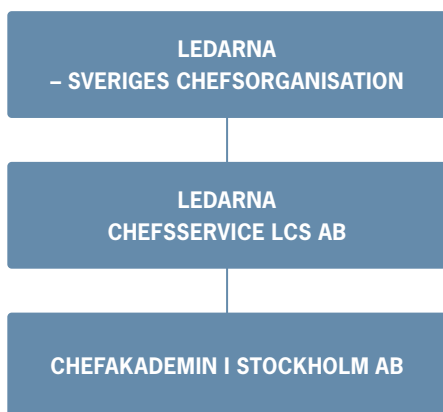 LEDARNA
– SVERIGES CHEFSORGANISATION
LEDARNA
CHEFSSERVICE LCS AB
CHEFAKADEMIN I STOCKHOLM AB